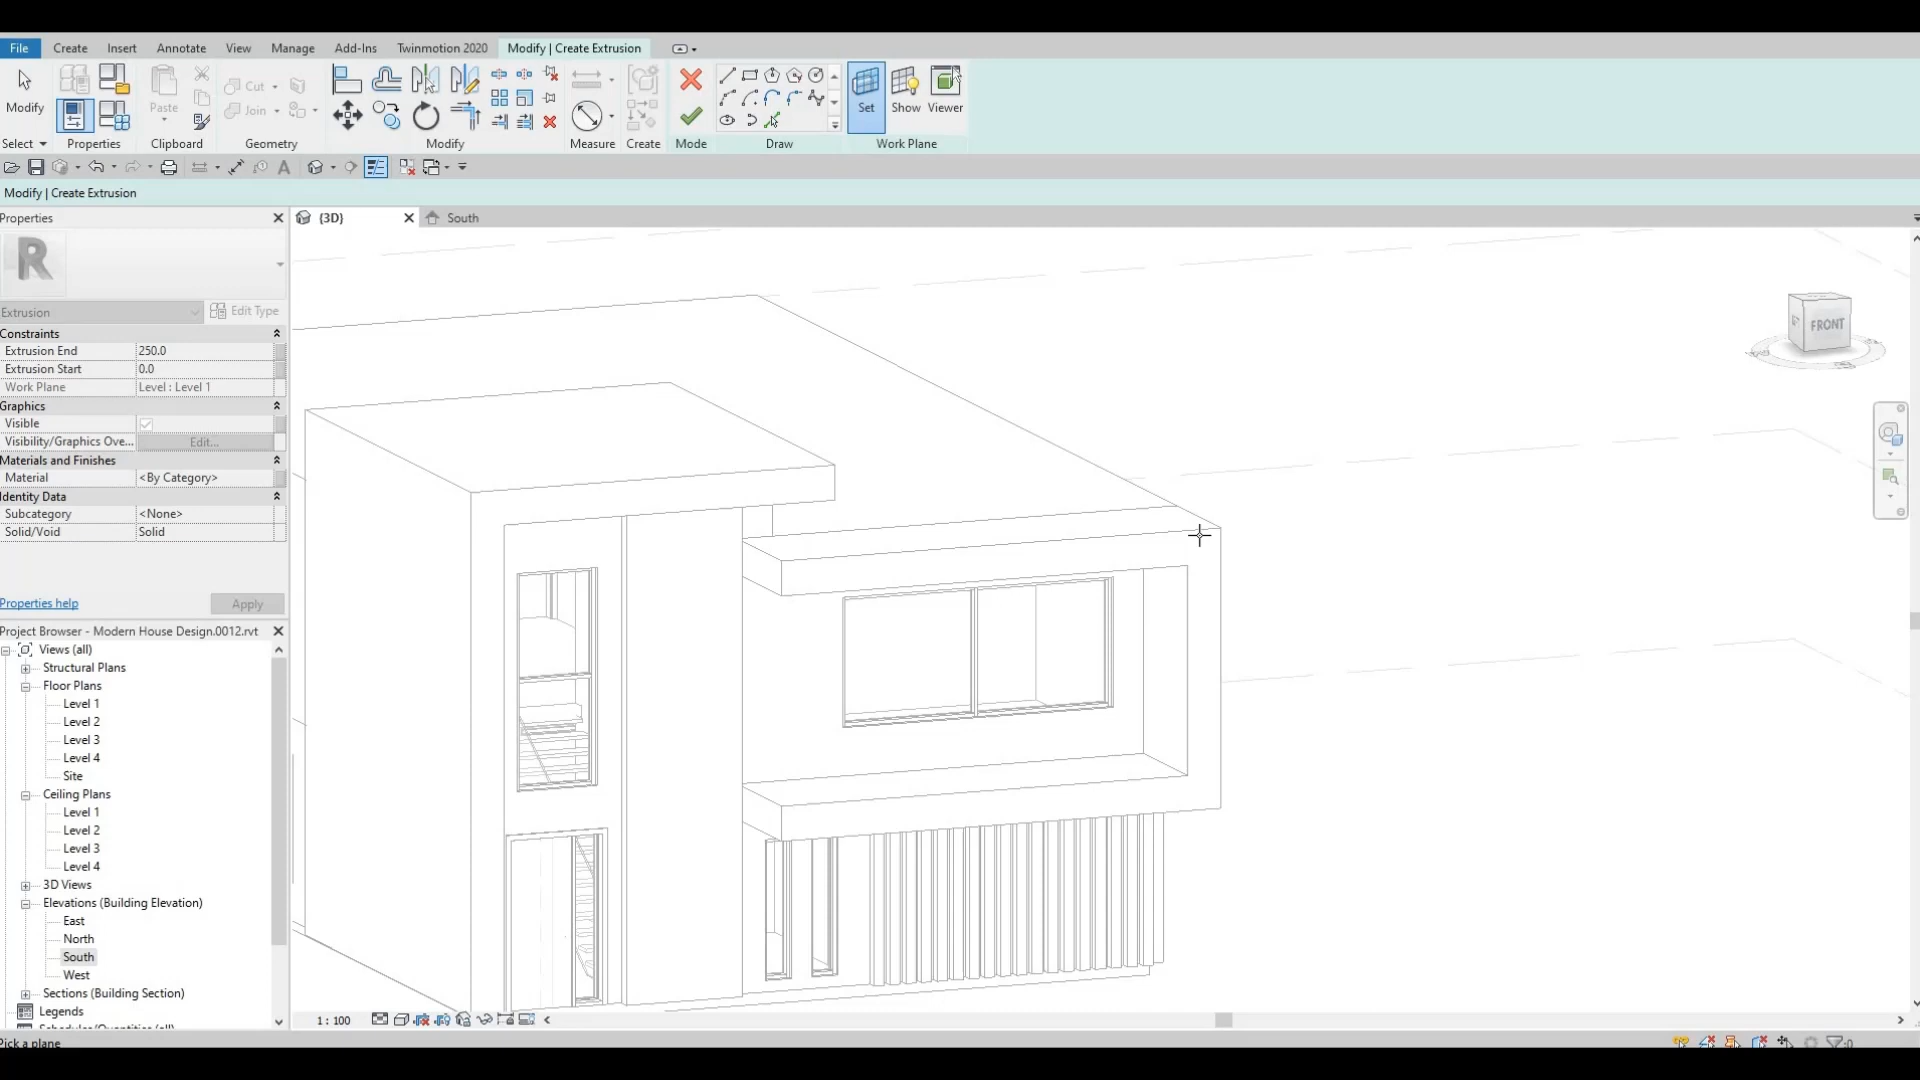 File Create Insert Annotate View Manage Add-Ins Twinmotion 2020 Modify | Create Extrusion
Modify Paste Cut Join Set Show Viewer
Select Properties Clipboard Geometry Modify Measure Create Mode Draw Work Plane
Modify | Create Extrusion
Properties {3D} South
R
Extrusion Edit Type
Constraints
Extrusion End 250.0
Extrusion Start 0.0
Work Plane Level : Level 1
Graphics
Visible
Visibility/Graphics Ove... Edit...
Materials and Finishes
Material <By Category>
Identity Data
Subcategory <None>
Solid/Void Solid
Properties help Apply
Project Browser - Modern House Design.0012.rvt
Views (all)
Structural Plans
Floor Plans
Level 1
Level 2
Level 3
Level 4
Site
Ceiling Plans
Level 1
Level 2
Level 3
Level 4
3D Views
Elevations (Building Elevation)
East
North
South
West
Sections (Building Section)
Legends
Schedules/Quantities (all)
FRONT
1 : 100
Pick a plane
:0